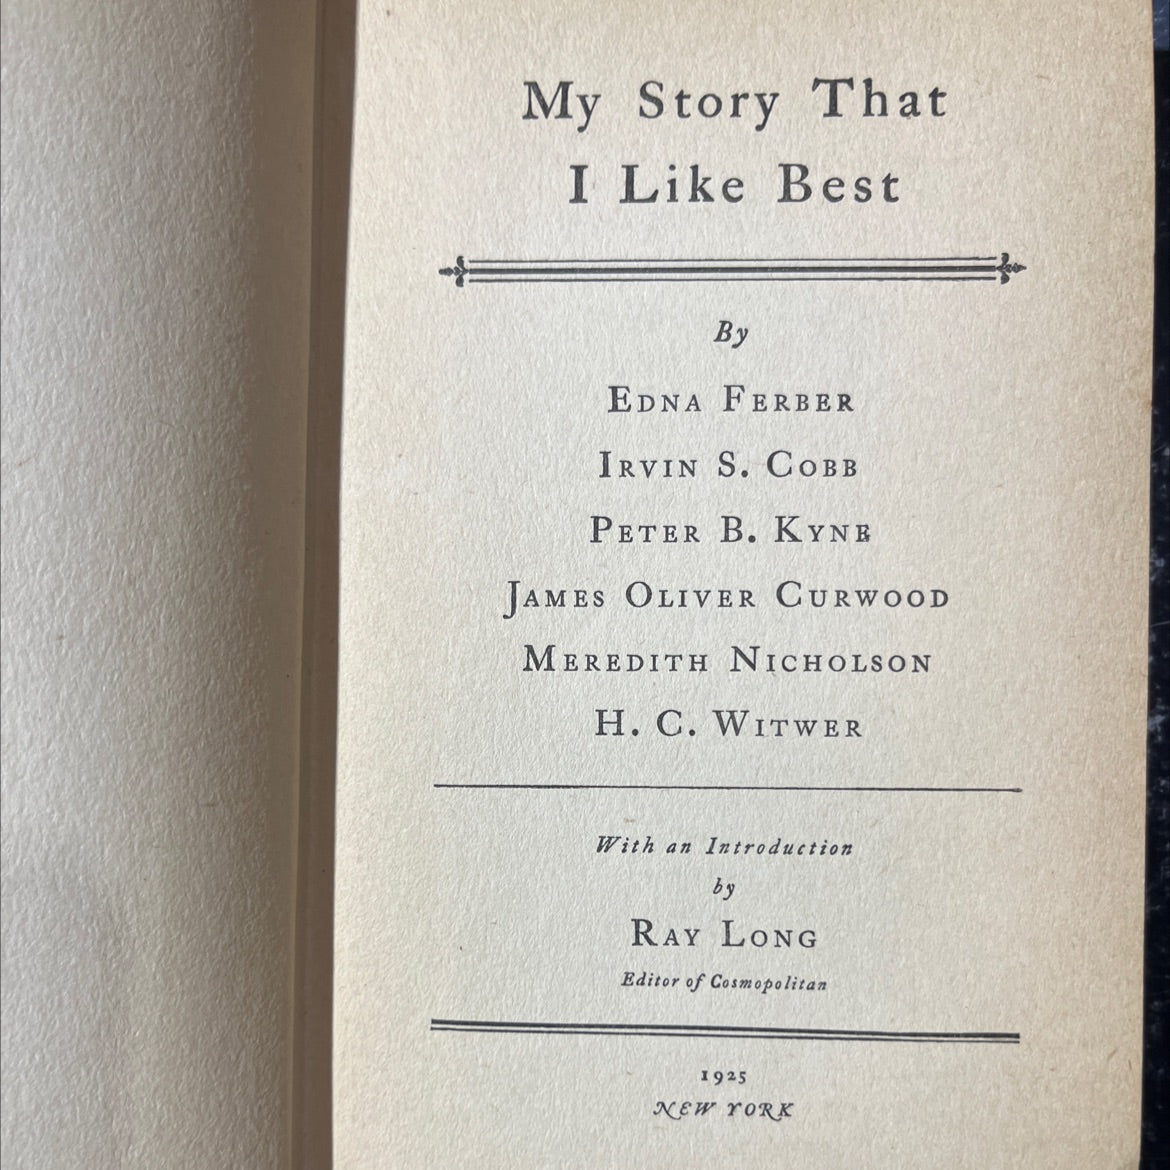 My Story That
I Like Best
By
Edna Ferber
Irvin S. Cobb
Peter B. Kyne
James Oliver Curwood
Meredith Nicholson
H. C. Witwer
With an Introduction
by
Ray Long
Editor of Cosmopolitan
1925
NEW YORK